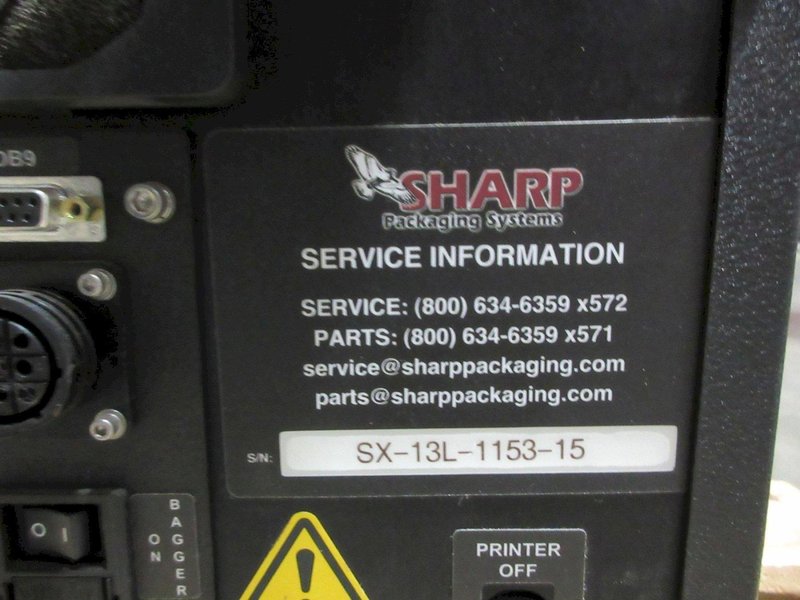 DB9
SHARP
Packaging Systems
SERVICE INFORMATION
SERVICE: (800) 634-6359 x572
PARTS: (800) 634-6359 x571
service@sharppackaging.com
parts@sharppackaging.com
S/N: SX-13L-1153-15
O I
BAGGER
ON
!
PRINTER
OFF